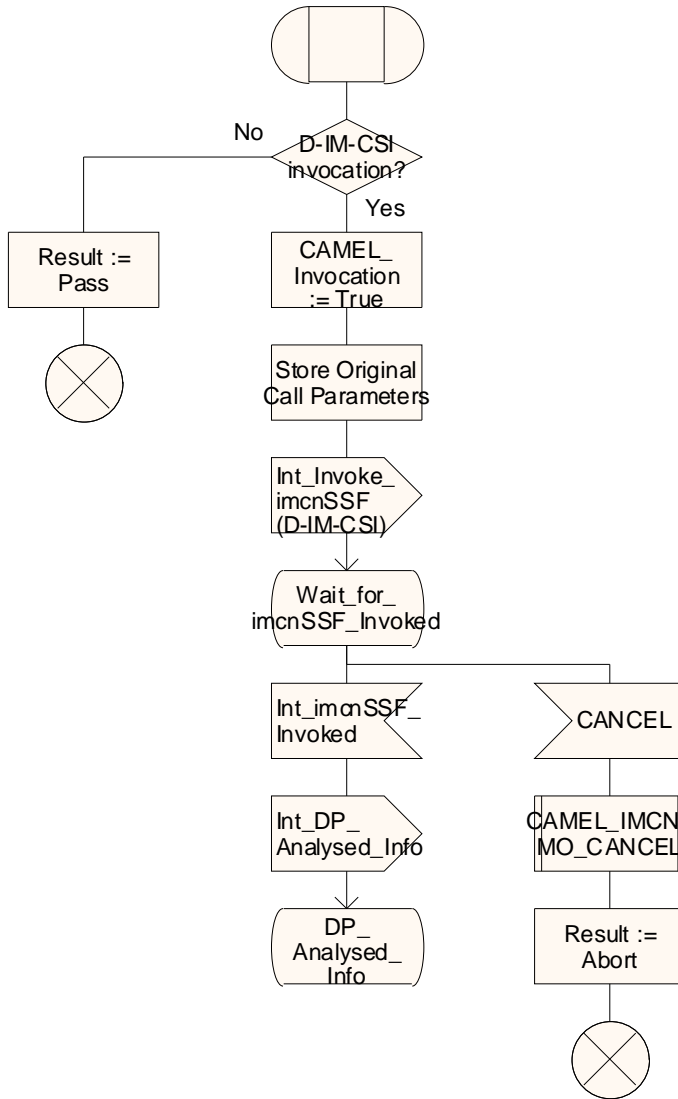 No
D-IM-CSI
invocation?
Yes
Result :=
Pass
CAMEL_
Invocation
:= True
Store Original
Call Parameters
Int_Invoke_
imcnSSF
(D-IM-CSI)
Wait_for_
imcnSSF_Invoked
Int_imcnSSF_
Invoked
CANCEL
Int_DP_
Analysed_Info
CAMEL_IMCN
MO_CANCEL
DP_
Analysed_
Info
Result :=
Abort